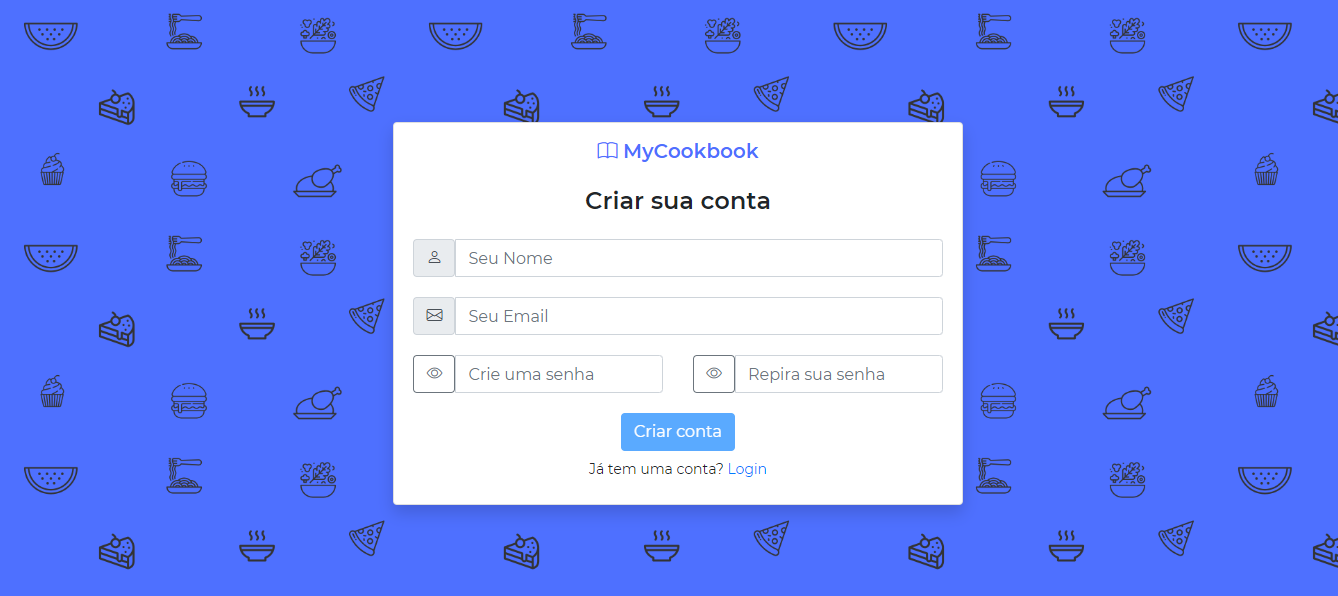 MyCookbook
Criar sua conta
Seu Nome
Seu Email
Crie uma senha Repira sua senha
Criar conta
Já tem uma conta? Login